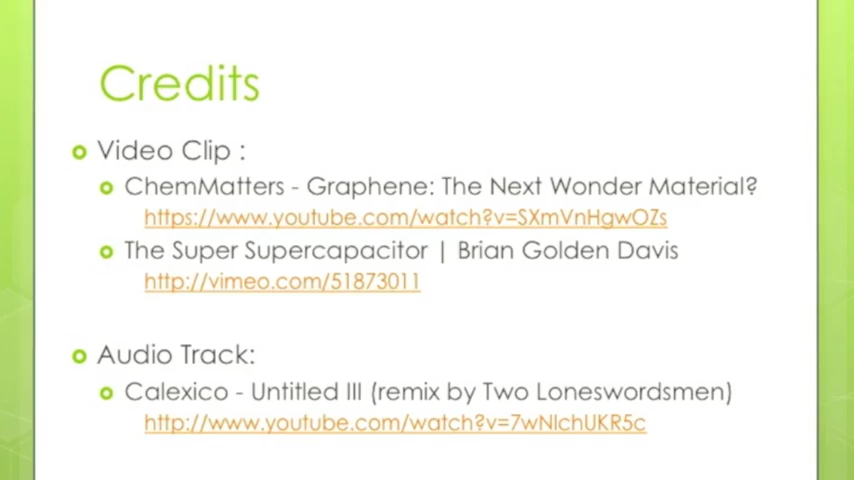 Credits
Video Clip :
ChemMatters - Graphene: The Next Wonder Material?
https://www.youtube.com/watch?v=SXmVnHgwOZs
The Super Supercapacitor | Brian Golden Davis
http://vimeo.com/51873011
Audio Track:
Calexico - Untitled III (remix by Two Loneswordsmen)
http://www.youtube.com/watch?v=7wNlchUKR5c